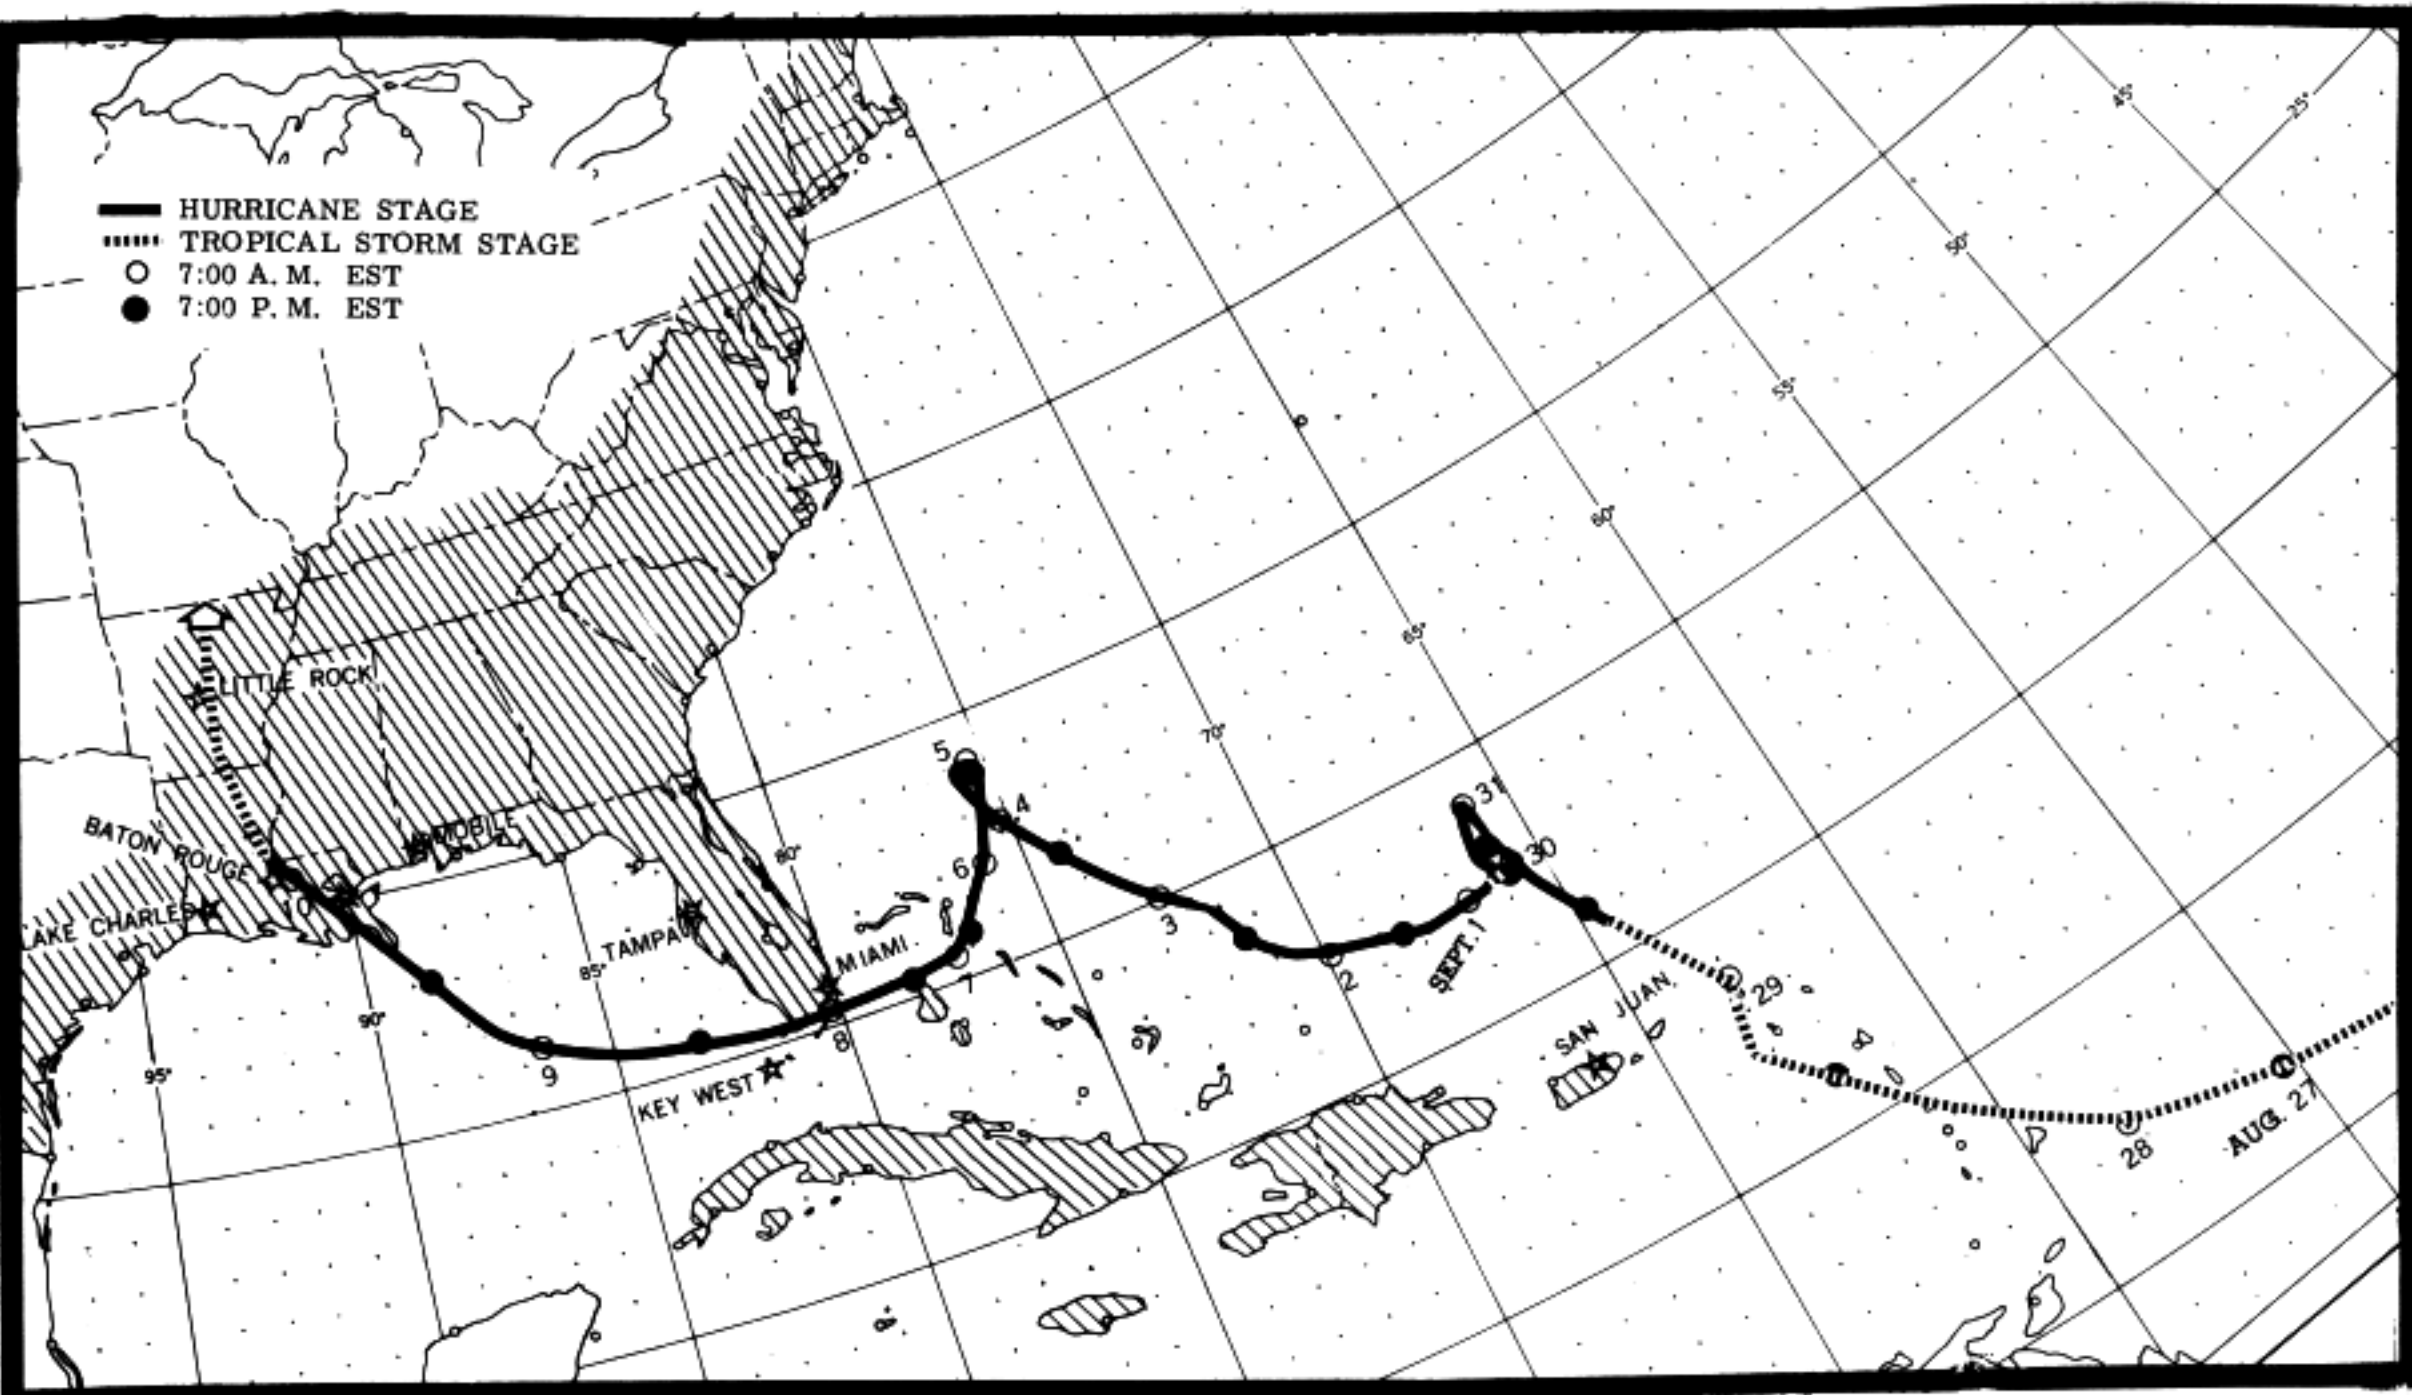 HURRICANE STAGE
TROPICAL STORM STAGE
7:00 A. M. EST
7:00 P. M. EST
45°
25°
50°
55°
60°
65°
70°
80°
85°
90°
95°
LITTLE ROCK
BATON ROUGE
MOBILE
LAKE CHARLES
TAMPA
MIAMI
KEY WEST
SAN JUAN
AUG. 27
28
29
30
31
SEPT. 1
2
3
4
5
6
7
8
9
10